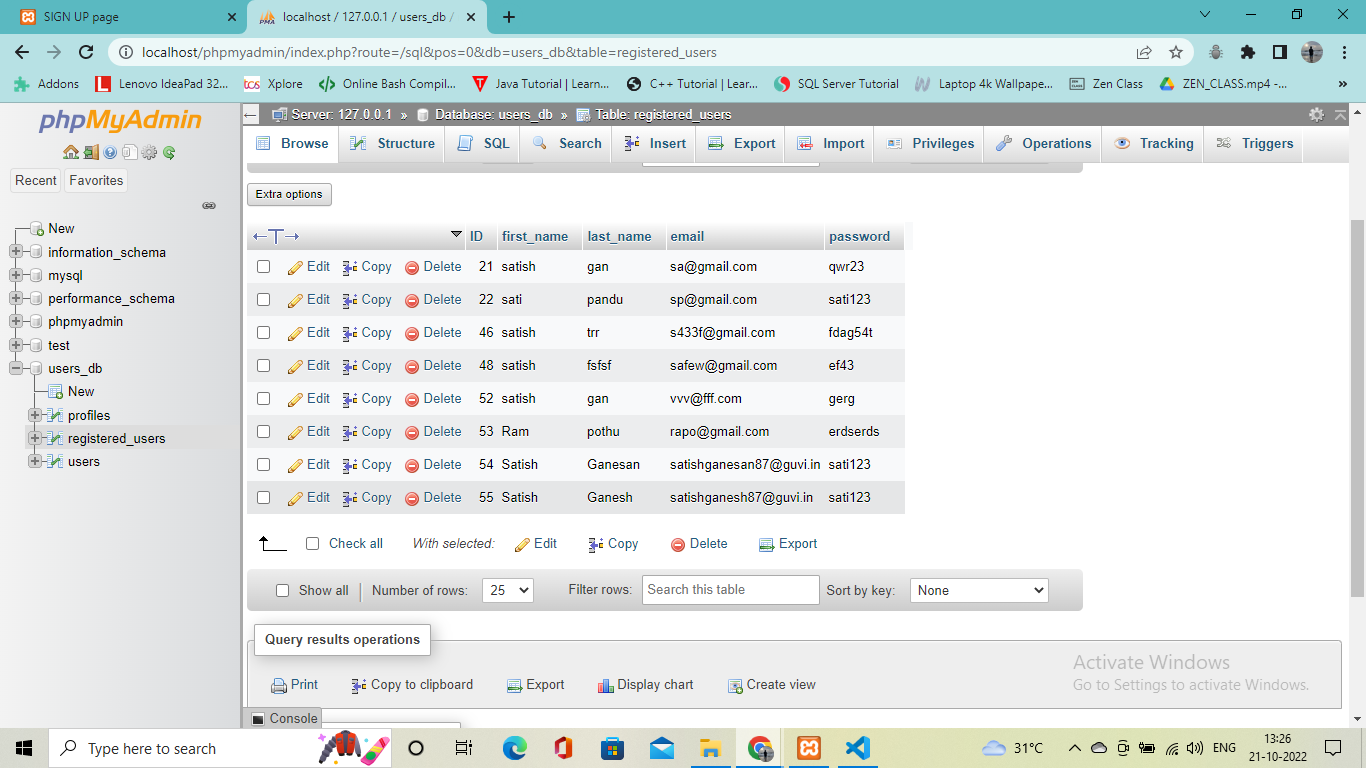 SIGN UP page
localhost / 127.0.0.1 / users_db /
localhost/phpmyadmin/index.php?route=/sql&pos=0&db=users_db&table=registered_users
Addons Lenovo IdeaPad 32... Xplore Online Bash Compil... Java Tutorial | Learn... C++ Tutorial | Lear... SQL Server Tutorial Laptop 4k Wallpape... Zen Class ZEN_CLASS.mp4 -... »
phpMyAdmin
Recent Favorites
New
information_schema
mysql
performance_schema
phpmyadmin
test
users_db
New
profiles
registered_users
users
Server: 127.0.0.1 » Database: users_db » Table: registered_users
Browse Structure SQL Search Insert Export Import Privileges Operations Tracking Triggers
Extra options
ID first_name last_name email password
Edit Copy Delete 21 satish gan sa@gmail.com qwr23
Edit Copy Delete 22 sati pandu sp@gmail.com sati123
Edit Copy Delete 46 satish trr s433f@gmail.com fdag54t
Edit Copy Delete 48 satish fsfsf safew@gmail.com ef43
Edit Copy Delete 52 satish gan vvv@fff.com gerg
Edit Copy Delete 53 Ram pothu rapo@gmail.com erdserds
Edit Copy Delete 54 Satish Ganesan satishganesan87@guvi.in sati123
Edit Copy Delete 55 Satish Ganesh satishganesh87@guvi.in sati123
Check all With selected: Edit Copy Delete Export
Show all Number of rows: 25 Filter rows: Search this table Sort by key: None
Query results operations
Print Copy to clipboard Export Display chart Create view
Activate Windows
Go to Settings to activate Windows.
Console
Type here to search
31°C ENG
13:26
21-10-2022